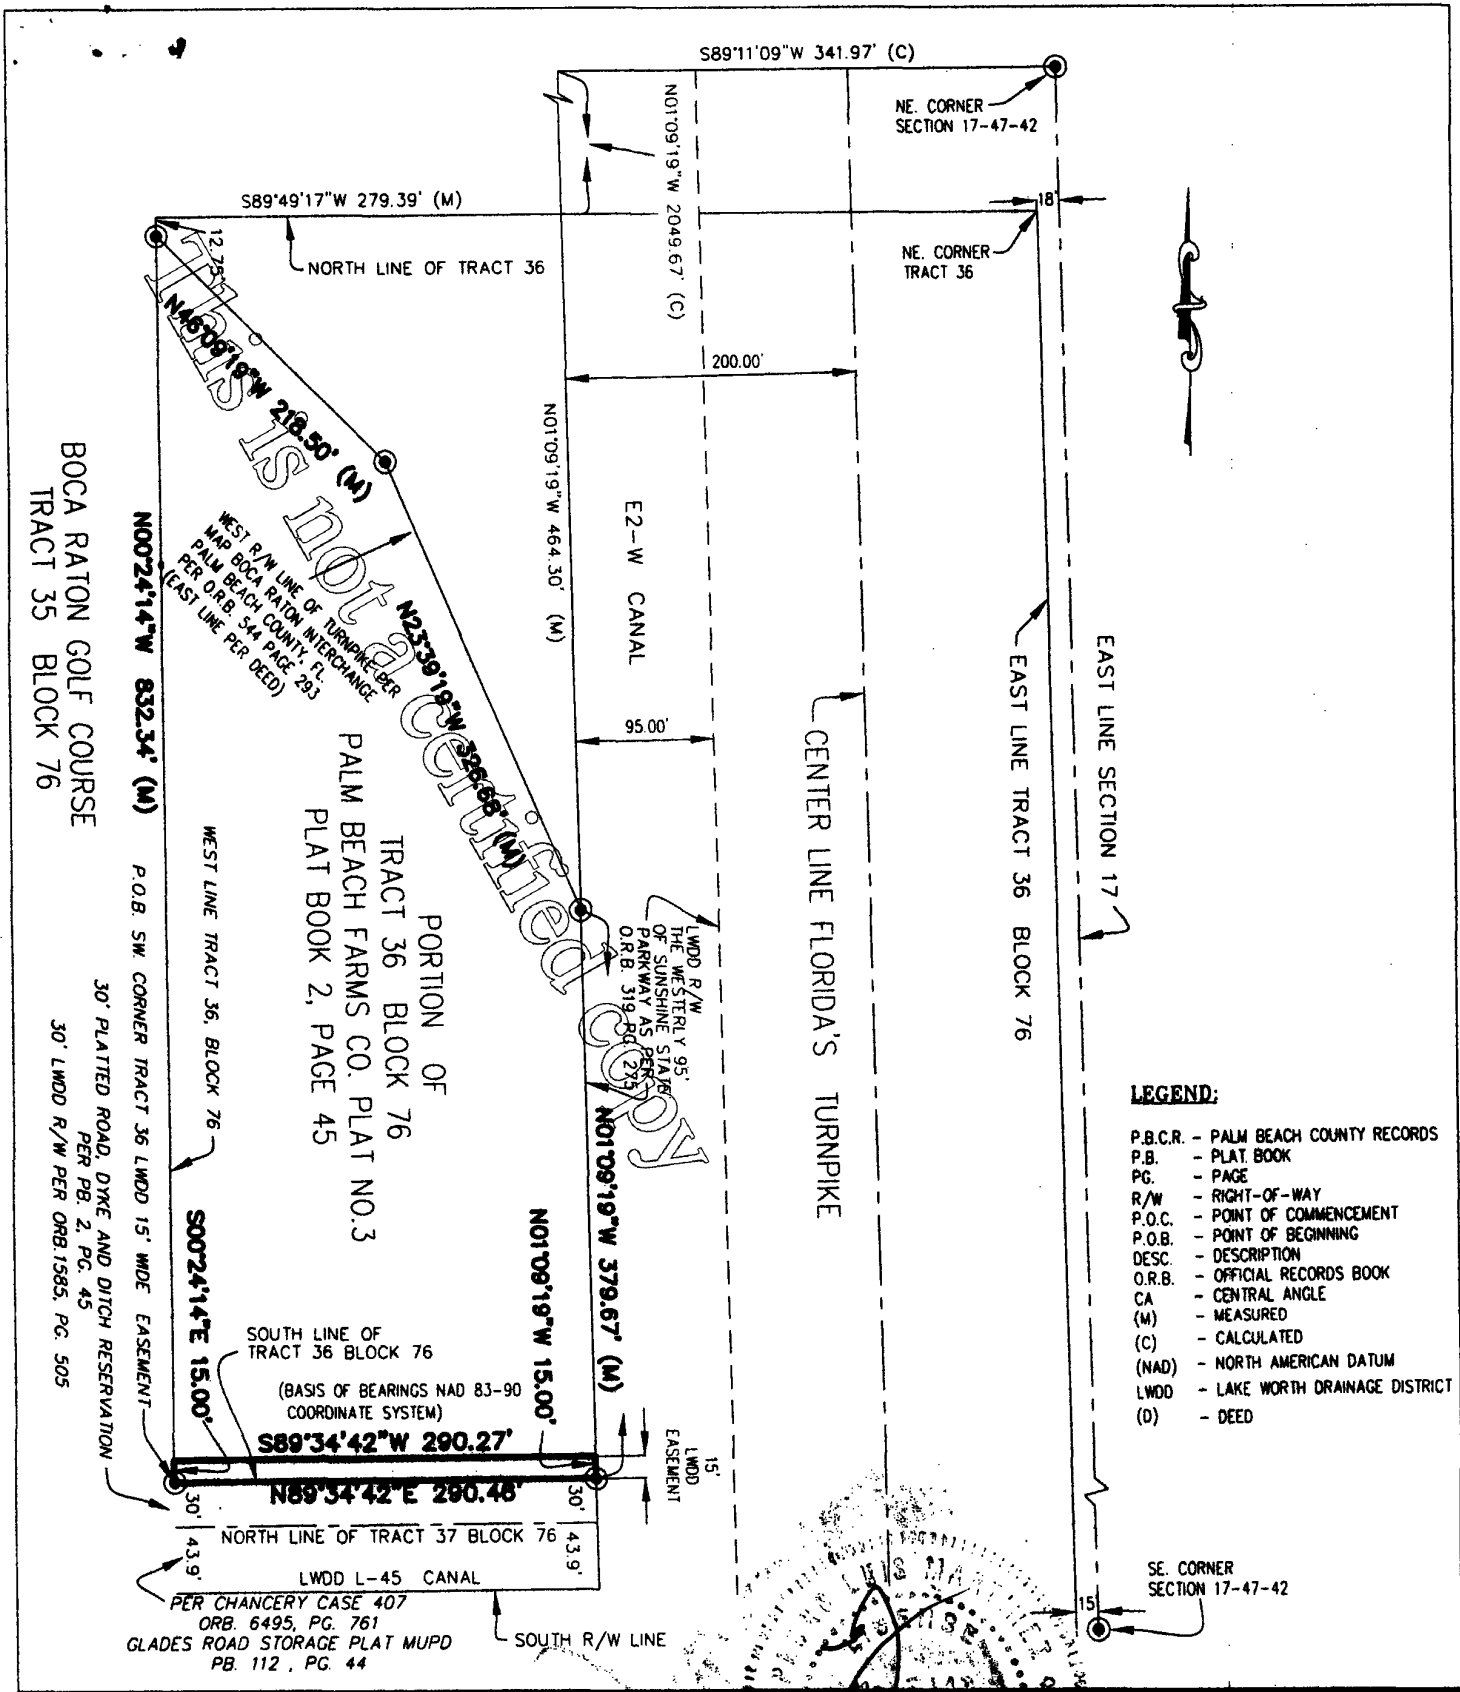 S89°11'09"W 341.97' (C)
NE. CORNER
SECTION 17-47-42
N01°09'19"W 2049.67' (C)
S89°49'17"W 279.39' (M)
18'
12.75'
NORTH LINE OF TRACT 36
NE. CORNER
TRACT 36
N46°09'19"W 218.50' (M)
200.00'
N01°09'19"W 464.30' (M)
E2-W CANAL
This is not a certified copy
WEST R/W LINE OF TURNPIKE PER
MAP BOCA RATON INTERCHANGE
PALM BEACH COUNTY, FL.
PER O.R.B. 544 PAGE 293
(EAST LINE PER DEED)
N23°39'19"W 326.68' (M)
BOCA RATON GOLF COURSE
TRACT 35 BLOCK 76
N00°24'14"W 832.34' (M)
95.00'
CENTER LINE FLORIDA'S TURNPIKE
EAST LINE TRACT 36 BLOCK 76
EAST LINE SECTION 17
WEST LINE TRACT 36, BLOCK 76
PORTION OF
TRACT 36 BLOCK 76
PALM BEACH FARMS CO. PLAT NO.3
PLAT BOOK 2, PAGE 45
LWDD R/W
THE WESTERLY 95'
OF SUNSHINE STATE
PARKWAY AS PER
O.R.B. 319 PG. 275
N01°09'19"W 379.67' (M)
P.O.B. SW. CORNER TRACT 36 LWDD 15' WIDE EASEMENT
30' PLATTED ROAD, DYKE AND DITCH RESERVATION
PER PB. 2, PG. 45
30' LWDD R/W PER ORB.1585, PG. 505
S00°24'14"E 15.00'
N01°09'19"W 15.00'
SOUTH LINE OF
TRACT 36 BLOCK 76
(BASIS OF BEARINGS NAD 83-90
COORDINATE SYSTEM)
S89°34'42"W 290.27'
N89°34'42"E 290.46'
15'
LWDD
EASEMENT
30'
30'
NORTH LINE OF TRACT 37 BLOCK 76
43.9'
43.9'
LWDD L-45 CANAL
PER CHANCERY CASE 407
ORB. 6495, PG. 761
GLADES ROAD STORAGE PLAT MUPD
PB. 112 , PG. 44
SOUTH R/W LINE
LEGEND:
P.B.C.R. - PALM BEACH COUNTY RECORDS
P.B. - PLAT BOOK
PG. - PAGE
R/W - RIGHT-OF-WAY
P.O.C. - POINT OF COMMENCEMENT
P.O.B. - POINT OF BEGINNING
DESC. - DESCRIPTION
O.R.B. - OFFICIAL RECORDS BOOK
CA - CENTRAL ANGLE
(M) - MEASURED
(C) - CALCULATED
(NAD) - NORTH AMERICAN DATUM
LWDD - LAKE WORTH DRAINAGE DISTRICT
(D) - DEED
SE. CORNER
SECTION 17-47-42
15'